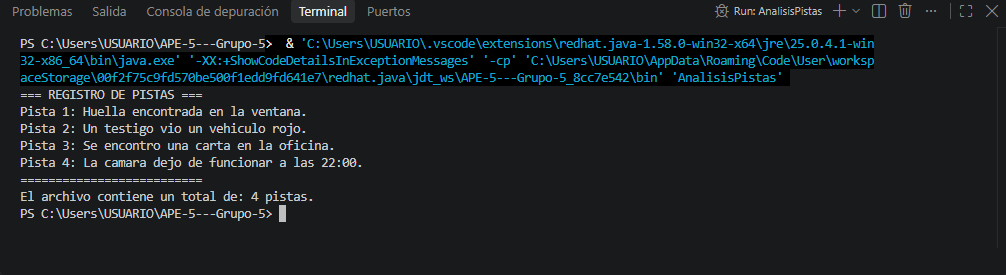 Problemas Salida Consola de depuración Terminal Puertos Run: AnalisisPistas
PS C:\Users\USUARIO\APE-5---Grupo-5>  & 'C:\Users\USUARIO\.vscode\extensions\redhat.java-1.58.0-win32-x64\jre\25.0.4.1-win
32-x86_64\bin\java.exe' '-XX:+ShowCodeDetailsInExceptionMessages' '-cp' 'C:\Users\USUARIO\AppData\Roaming\Code\User\worksp
aceStorage\00f2f75c9fd570be500f1edd9fd641e7\redhat.java\jdt_ws\APE-5---Grupo-5_8cc7e542\bin' 'AnalisisPistas'
=== REGISTRO DE PISTAS ===
Pista 1: Huella encontrada en la ventana.
Pista 2: Un testigo vio un vehiculo rojo.
Pista 3: Se encontro una carta en la oficina.
Pista 4: La camara dejo de funcionar a las 22:00.
==========================
El archivo contiene un total de: 4 pistas.
PS C:\Users\USUARIO\APE-5---Grupo-5>